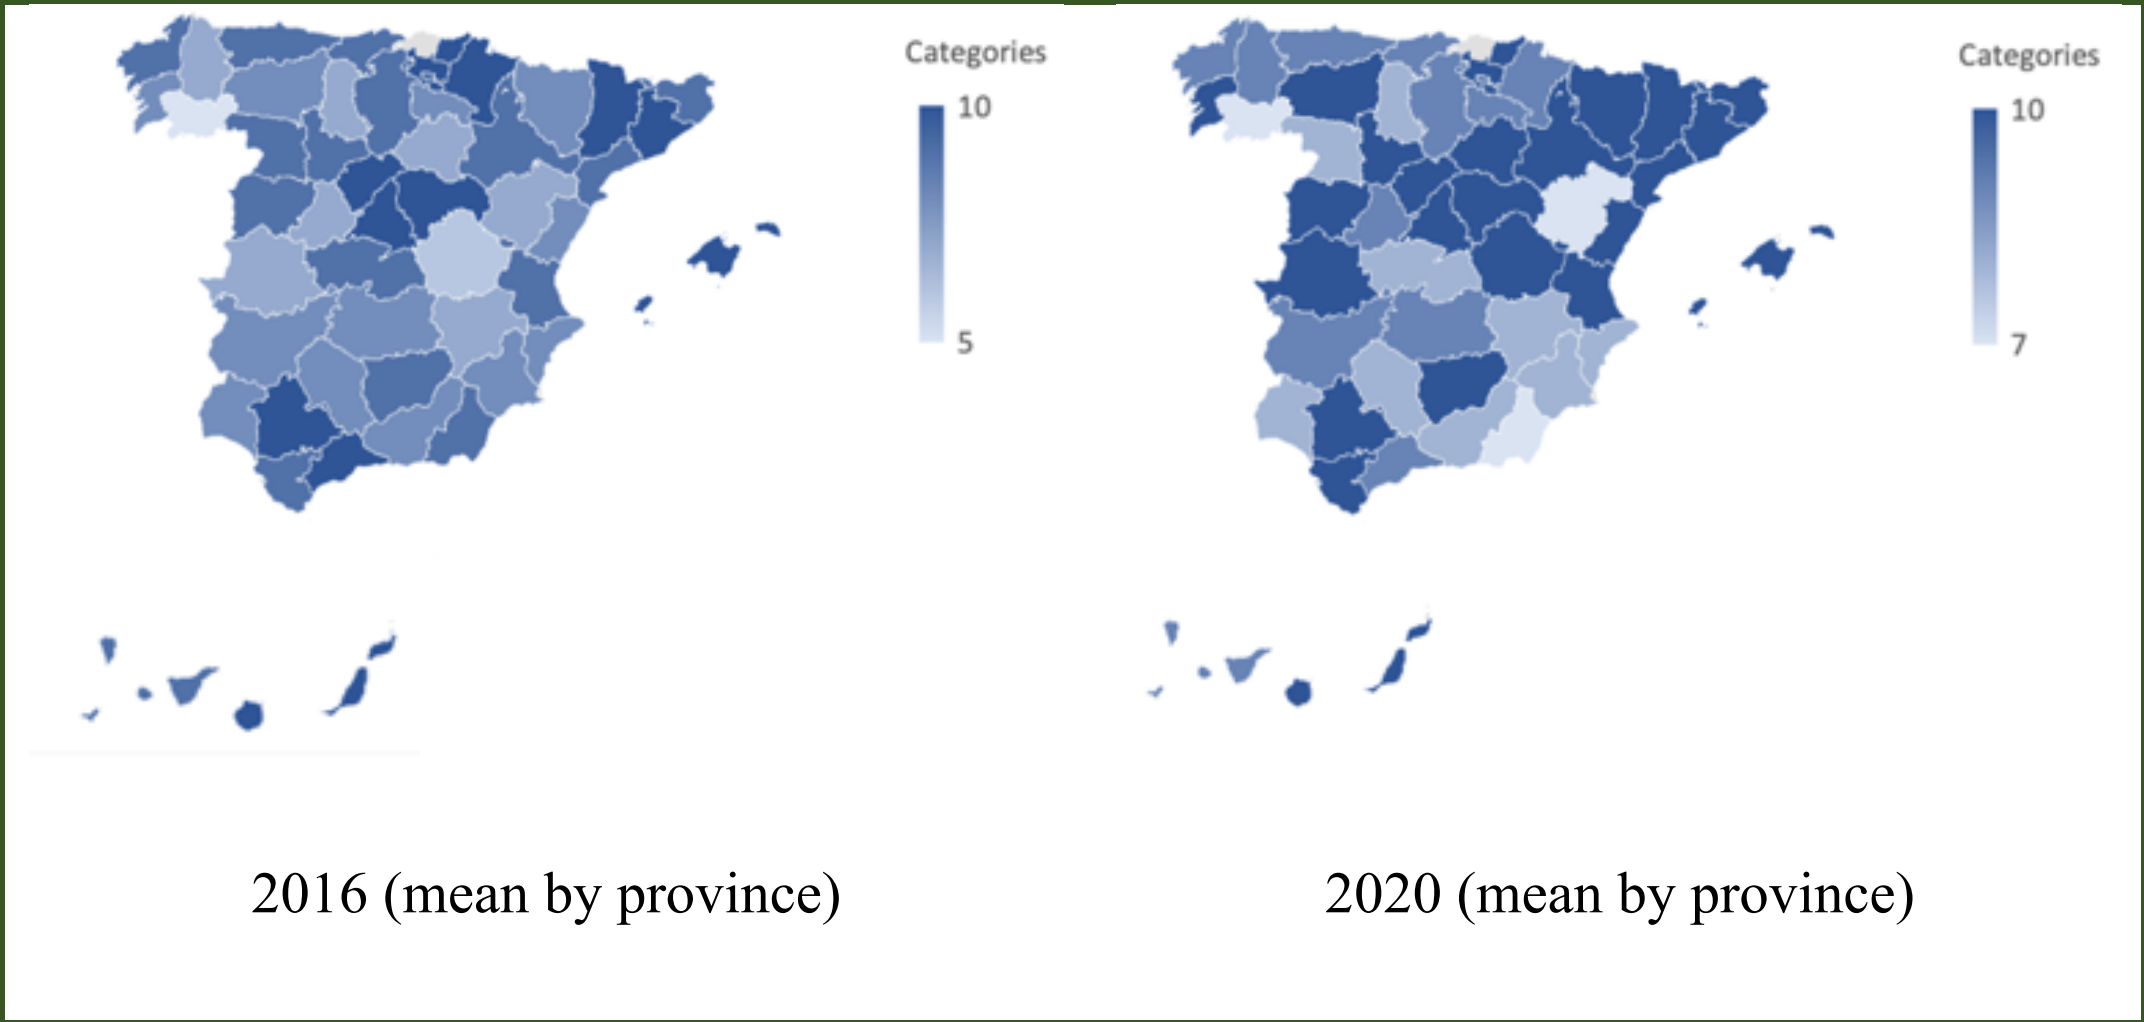 Categories
10
5
Categories
10
7
2016 (mean by province)
2020 (mean by province)